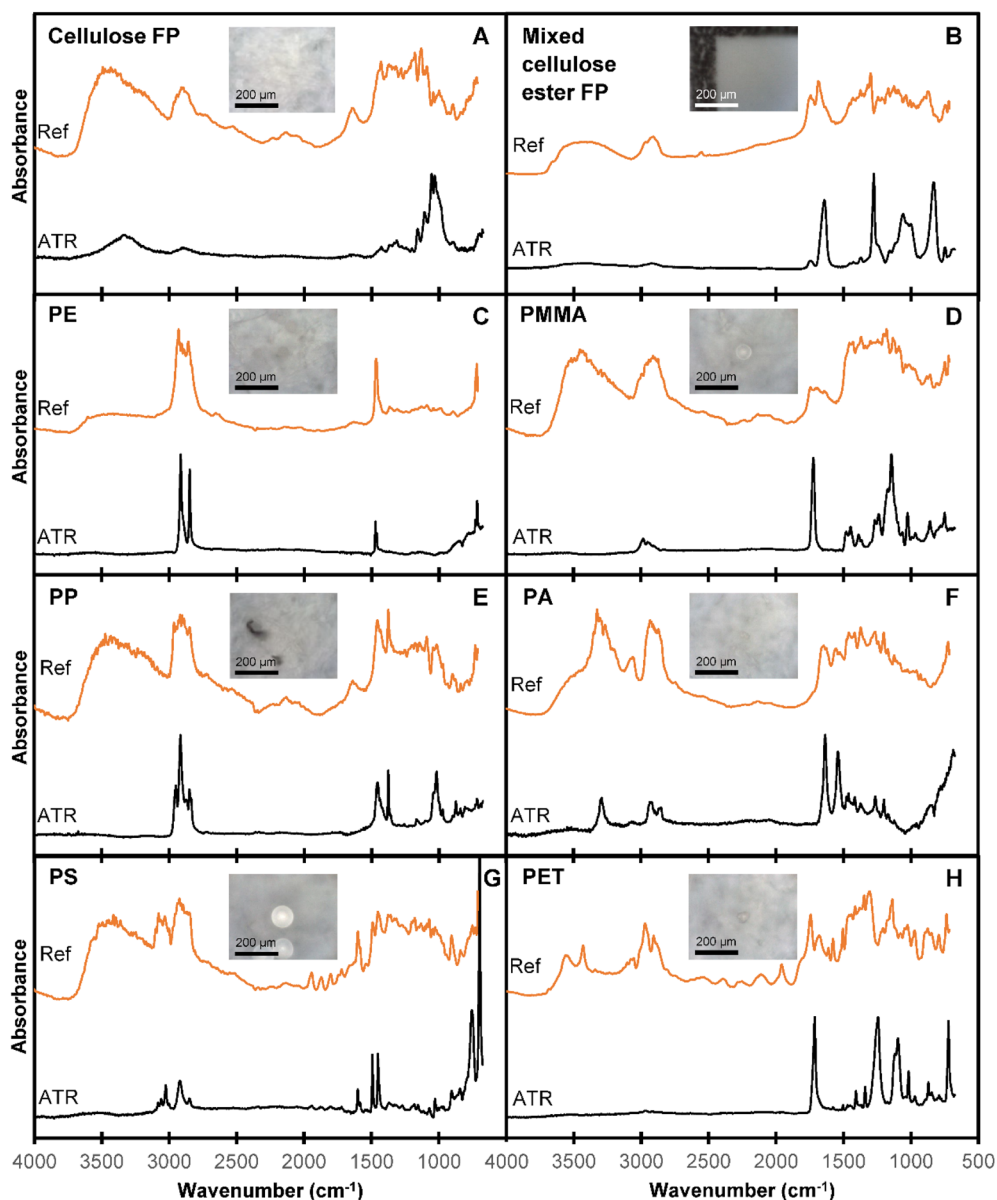 Cellulose FP
A
200 µm
Ref
ATR
Absorbance
Mixed
cellulose
ester FP
B
200 µm
Ref
ATR
PE
C
200 µm
Ref
ATR
Absorbance
PMMA
D
200 µm
Ref
ATR
PP
E
200 µm
Ref
ATR
Absorbance
PA
F
200 µm
Ref
ATR
PS
G
200 µm
Ref
ATR
Absorbance
PET
H
200 µm
Ref
ATR
4000 3500 3000 2500 2000 1500 1000 4000 3500 3000 2500 2000 1500 1000 500
Wavenumber (cm⁻¹) Wavenumber (cm⁻¹)